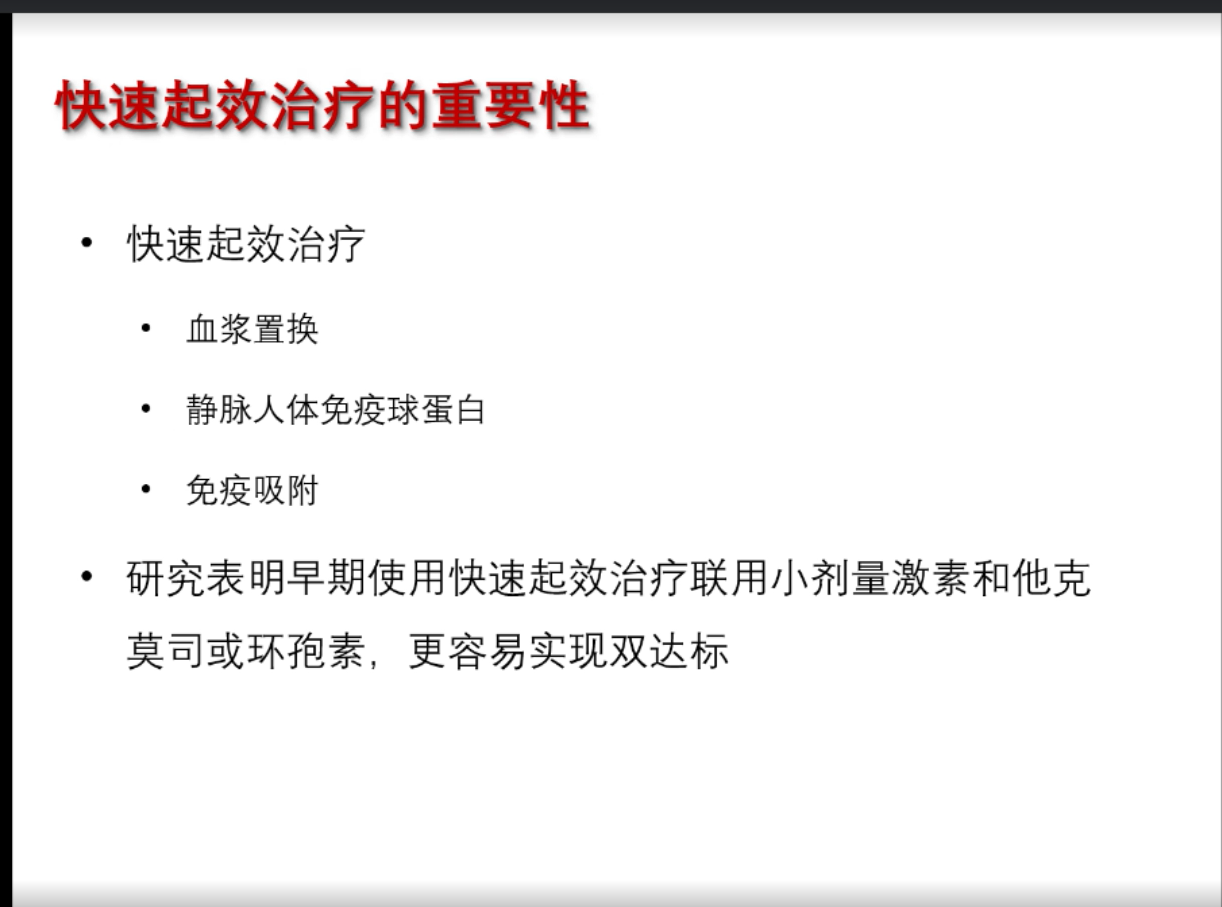 快速起效治疗的重要性
• 快速起效治疗
• 血浆置换
• 静脉人体免疫球蛋白
• 免疫吸附
• 研究表明早期使用快速起效治疗联用小剂量激素和他克
莫司或环孢素，更容易实现双达标